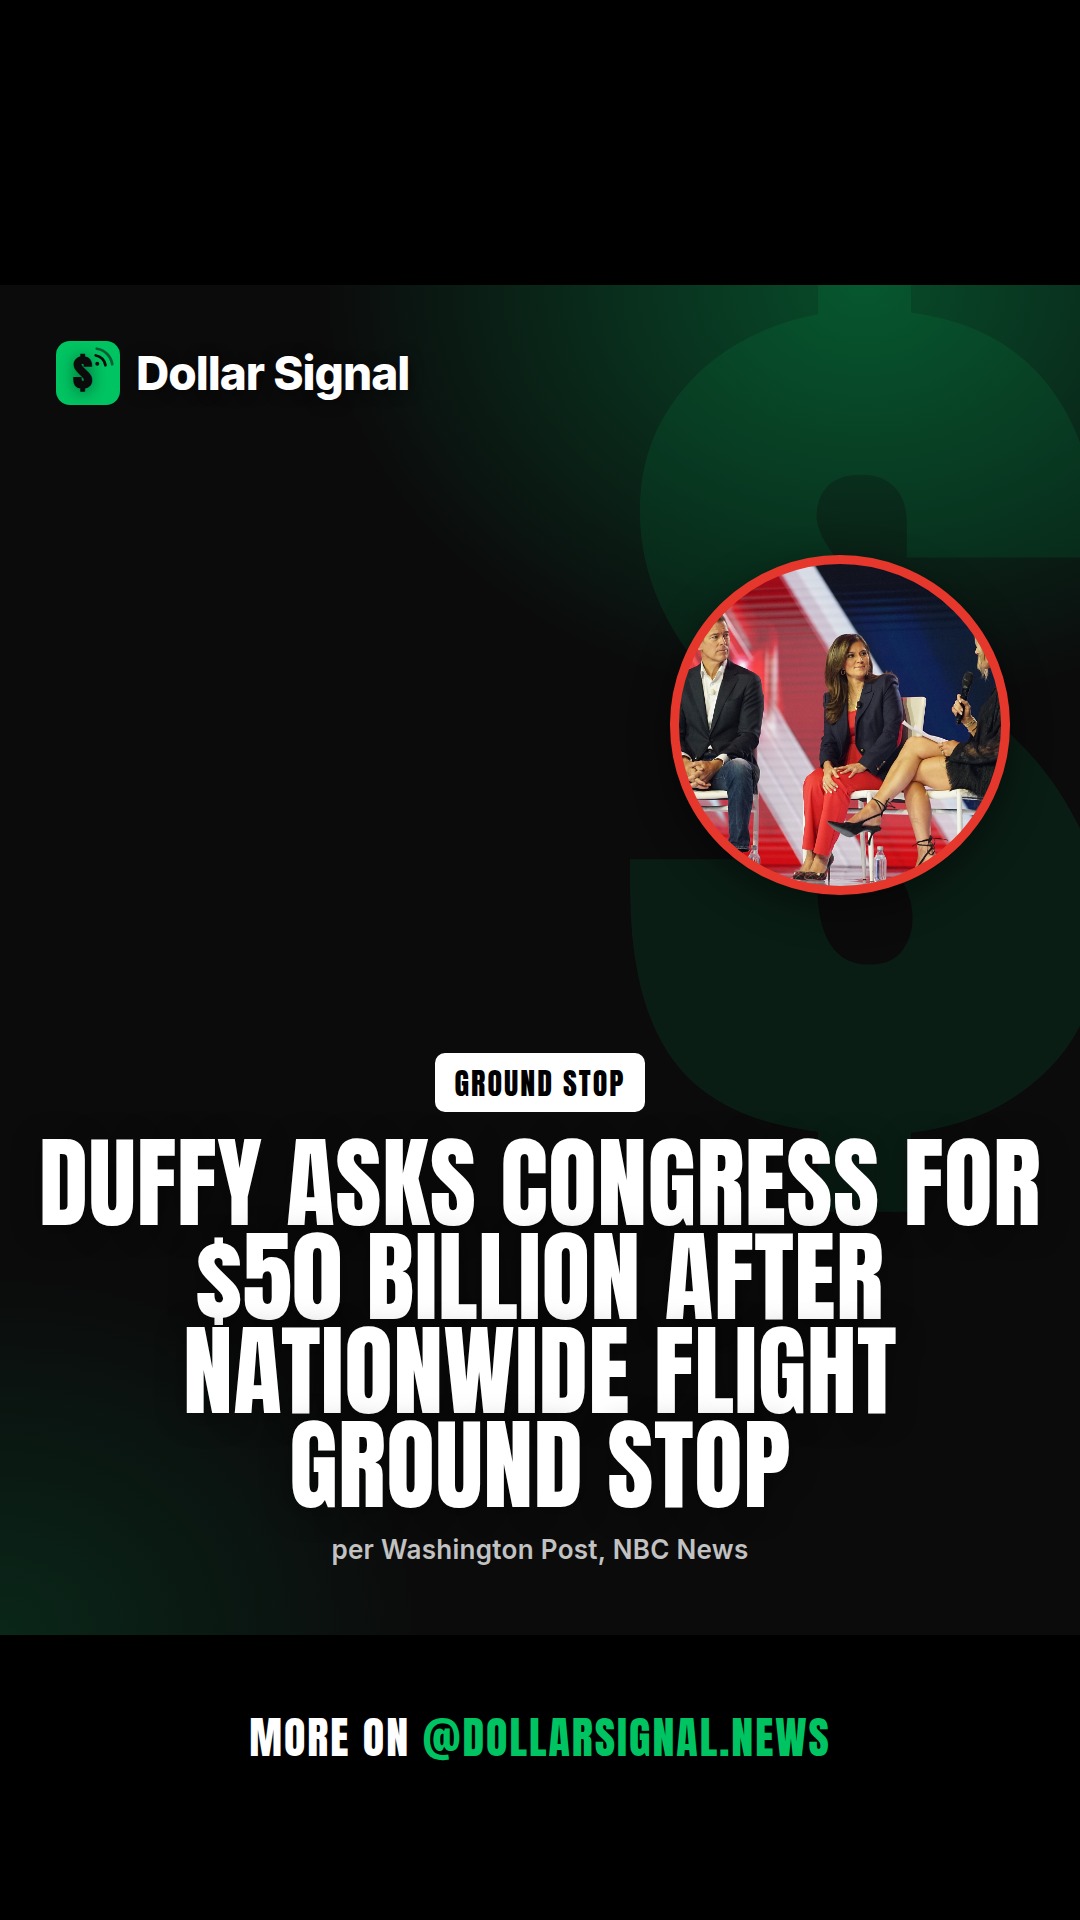 $
Dollar Signal
GROUND STOP
DUFFY ASKS CONGRESS FOR
$50 BILLION AFTER
NATIONWIDE FLIGHT
GROUND STOP
per Washington Post, NBC News
MORE ON @DOLLARSIGNAL.NEWS